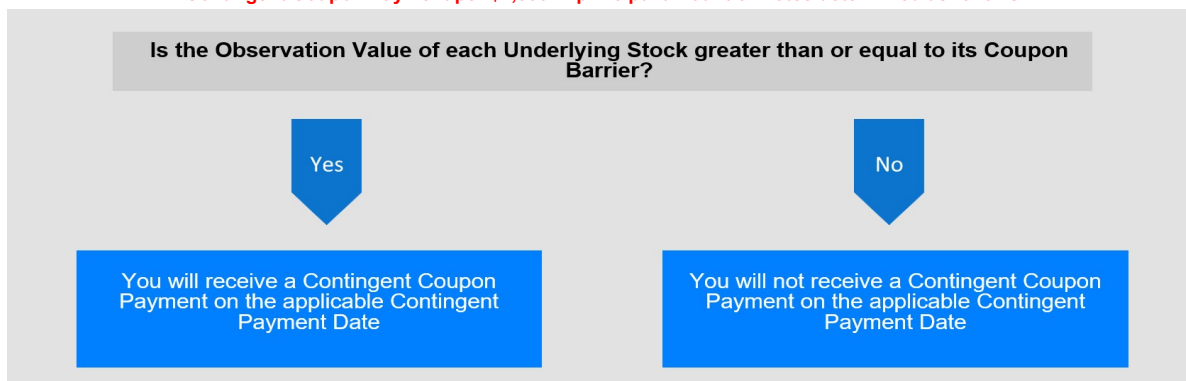 Is the Observation Value of each Underlying Stock greater than or equal to its Coupon
Barrier?
Yes
No
You will receive a Contingent Coupon
Payment on the applicable Contingent
Payment Date
You will not receive a Contingent Coupon
Payment on the applicable Contingent
Payment Date